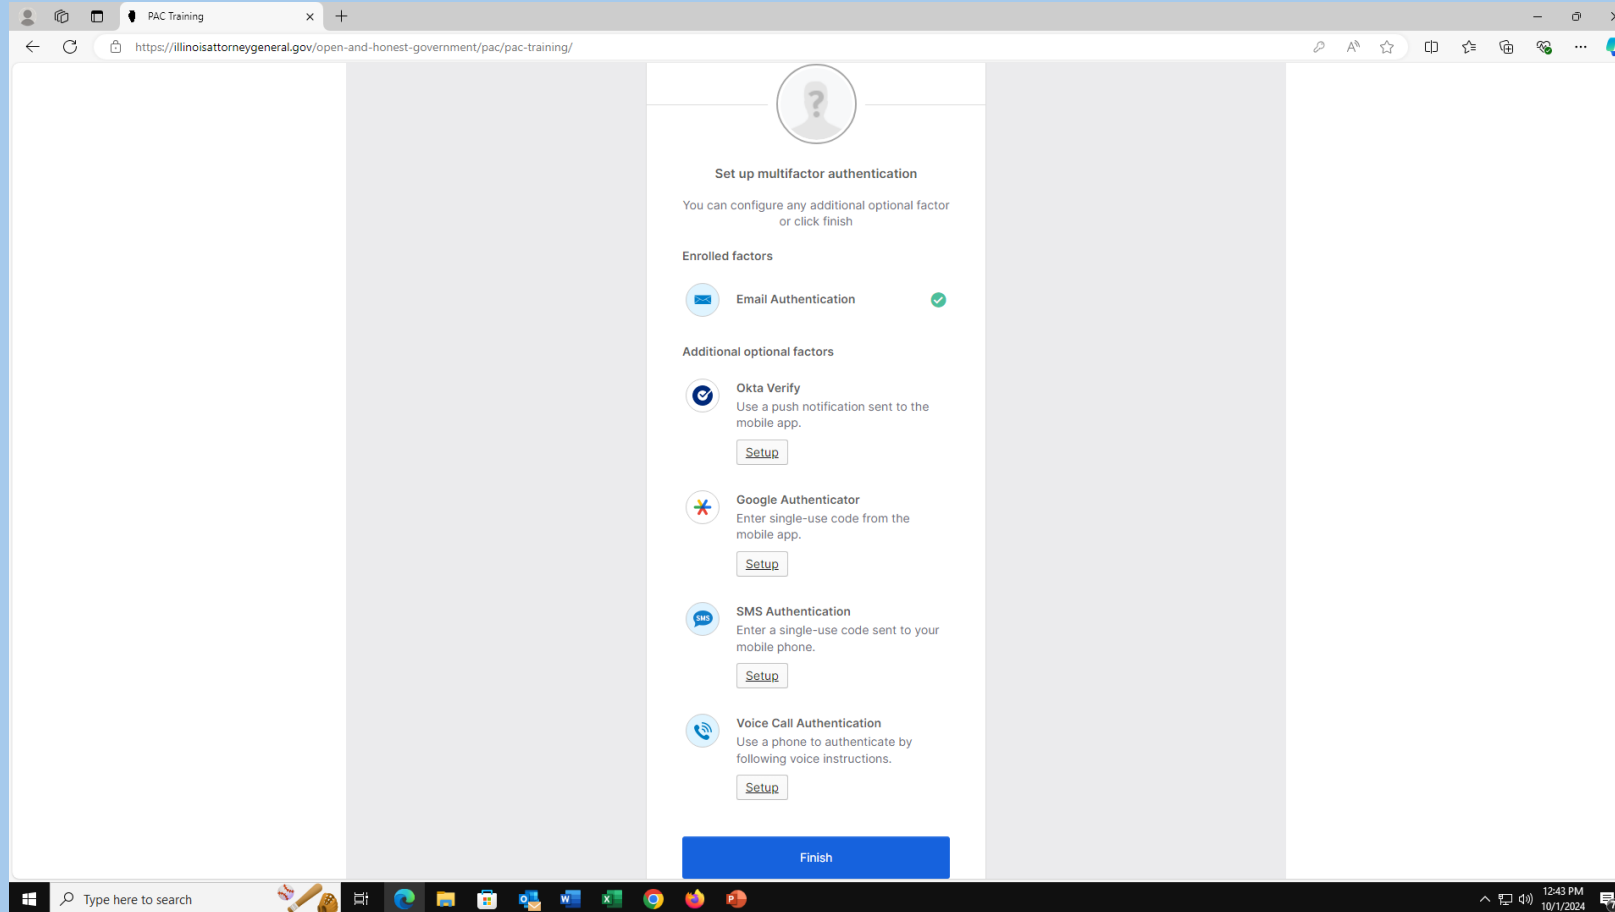 PAC Training
https://illinoisattorneygeneral.gov/open-and-honest-government/pac/pac-training/
?
Set up multifactor authentication
You can configure any additional optional factor
or click finish
Enrolled factors
Email Authentication
Additional optional factors
Okta Verify
Use a push notification sent to the
mobile app.
Setup
Google Authenticator
Enter single-use code from the
mobile app.
Setup
SMS
SMS Authentication
Enter a single-use code sent to your
mobile phone.
Setup
Voice Call Authentication
Use a phone to authenticate by
following voice instructions.
Setup
Finish
Type here to search
12:43 PM
10/1/2024